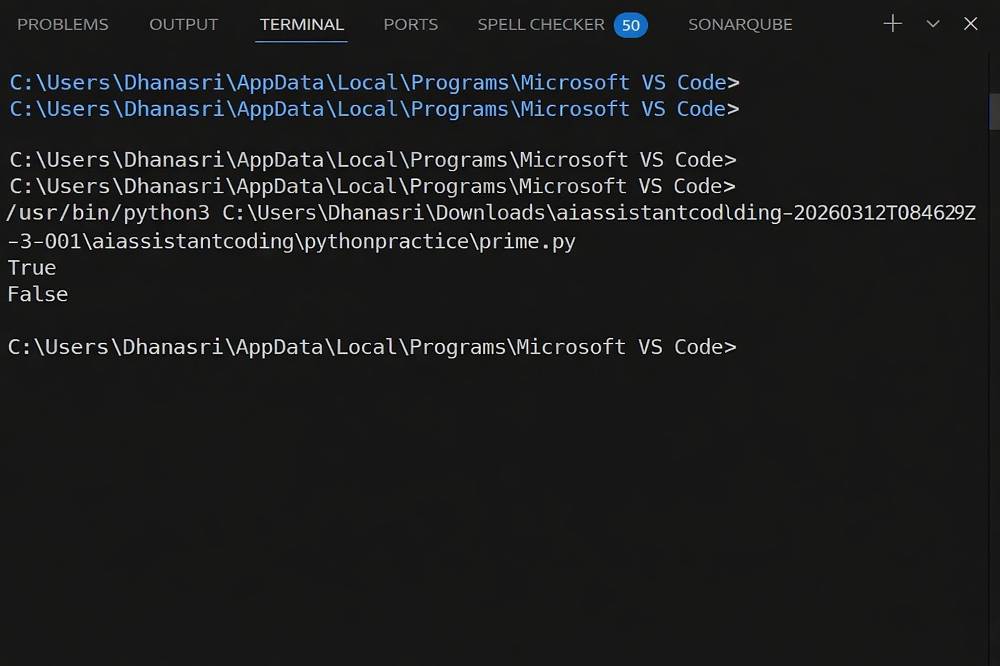 PROBLEMS OUTPUT TERMINAL PORTS SPELL CHECKER 50 SONARQUBE
C:\Users\Dhanasri\AppData\Local\Programs\Microsoft VS Code>
C:\Users\Dhanasri\AppData\Local\Programs\Microsoft VS Code>
C:\Users\Dhanasri\AppData\Local\Programs\Microsoft VS Code>
C:\Users\Dhanasri\AppData\Local\Programs\Microsoft VS Code>
/usr/bin/python3 C:\Users\Dhanasri\Downloads\aiassistantcodlding-20260312T084629Z
-3-001\aiassistantcoding\pythonpractice\prime.py
True
False
C:\Users\Dhanasri\AppData\Local\Programs\Microsoft VS Code>